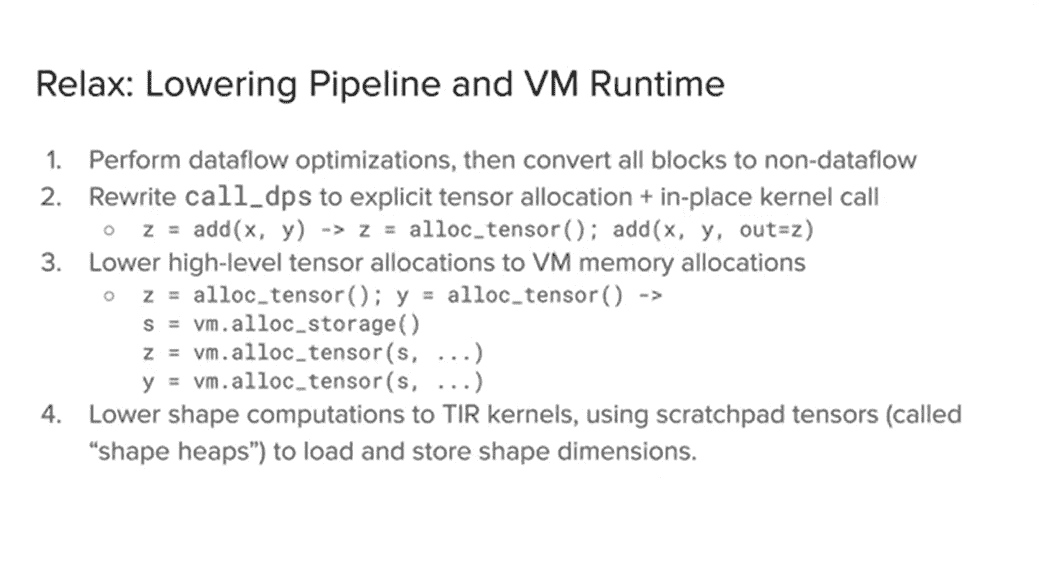 Relax: Lowering Pipeline and VM Runtime
1. Perform dataflow optimizations, then convert all blocks to non-dataflow
2. Rewrite call_dps to explicit tensor allocation + in-place kernel call
○ z = add(x, y) -> z = alloc_tensor(); add(x, y, out=z)
3. Lower high-level tensor allocations to VM memory allocations
○ z = alloc_tensor(); y = alloc_tensor() ->
s = vm.alloc_storage()
z = vm.alloc_tensor(s, ...)
y = vm.alloc_tensor(s, ...)
4. Lower shape computations to TIR kernels, using scratchpad tensors (called
“shape heaps”) to load and store shape dimensions.